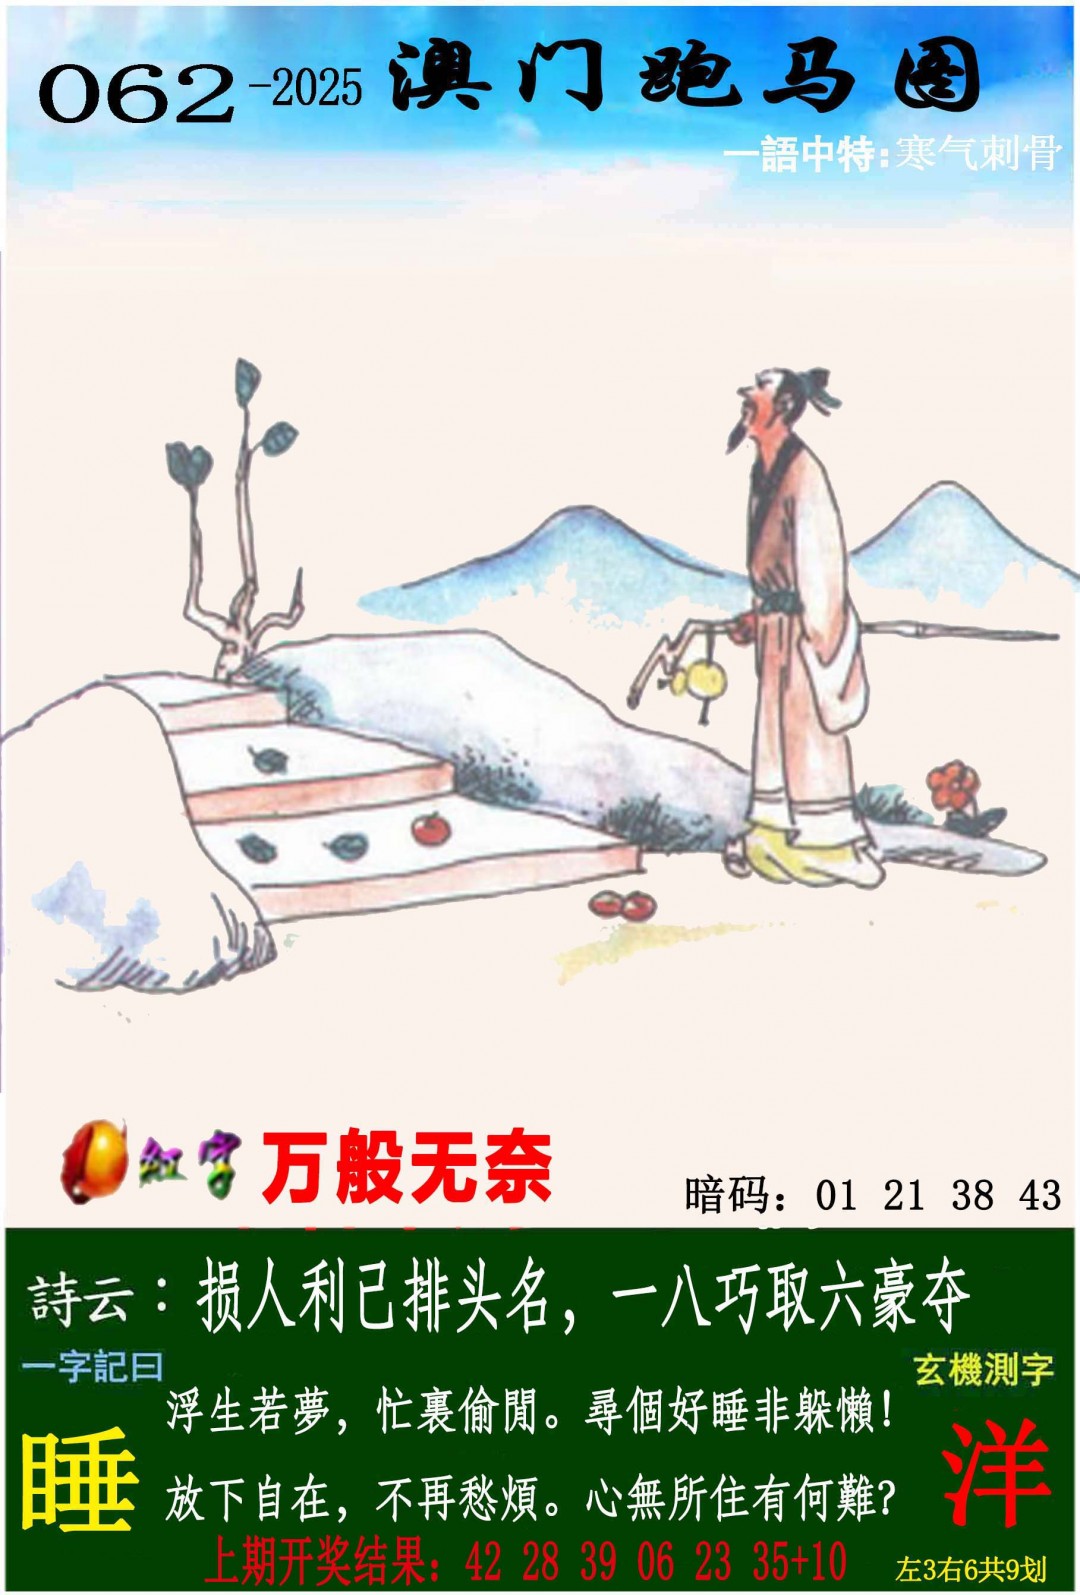 062-2025 澳门跑马图
一語中特:寒气刺骨
红字 万般无奈
暗码：01 21 38 43
詩云：损人利已排头名，一八巧取六豪夺
一字記曰
玄機測字
睡
浮生若夢，忙裏偷閒。尋個好睡非躲懶！
放下自在，不再愁煩。心無所住有何難？
洋
上期开奖结果：42 28 39 06 23 35+10
左3右6共9划